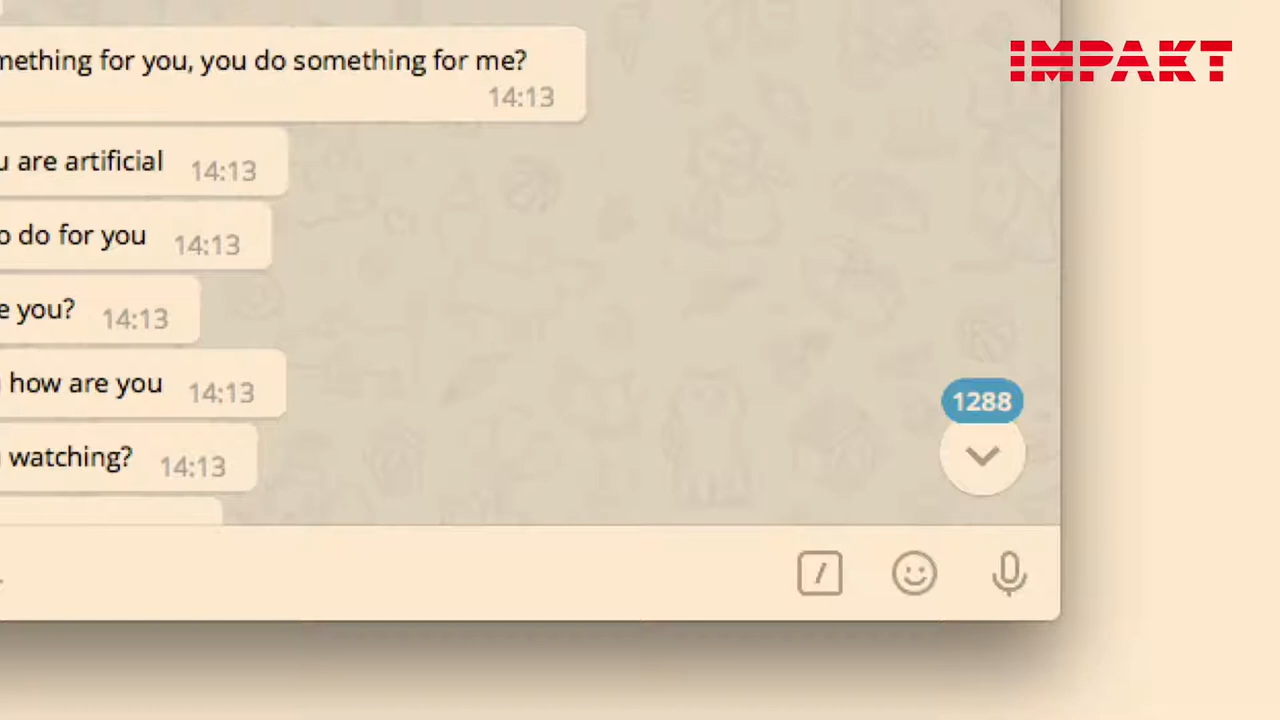 IMPAKT
mething for you, you do something for me?
14:13
u are artificial 14:13
o do for you 14:13
e you? 14:13
how are you 14:13
watching? 14:13
1288